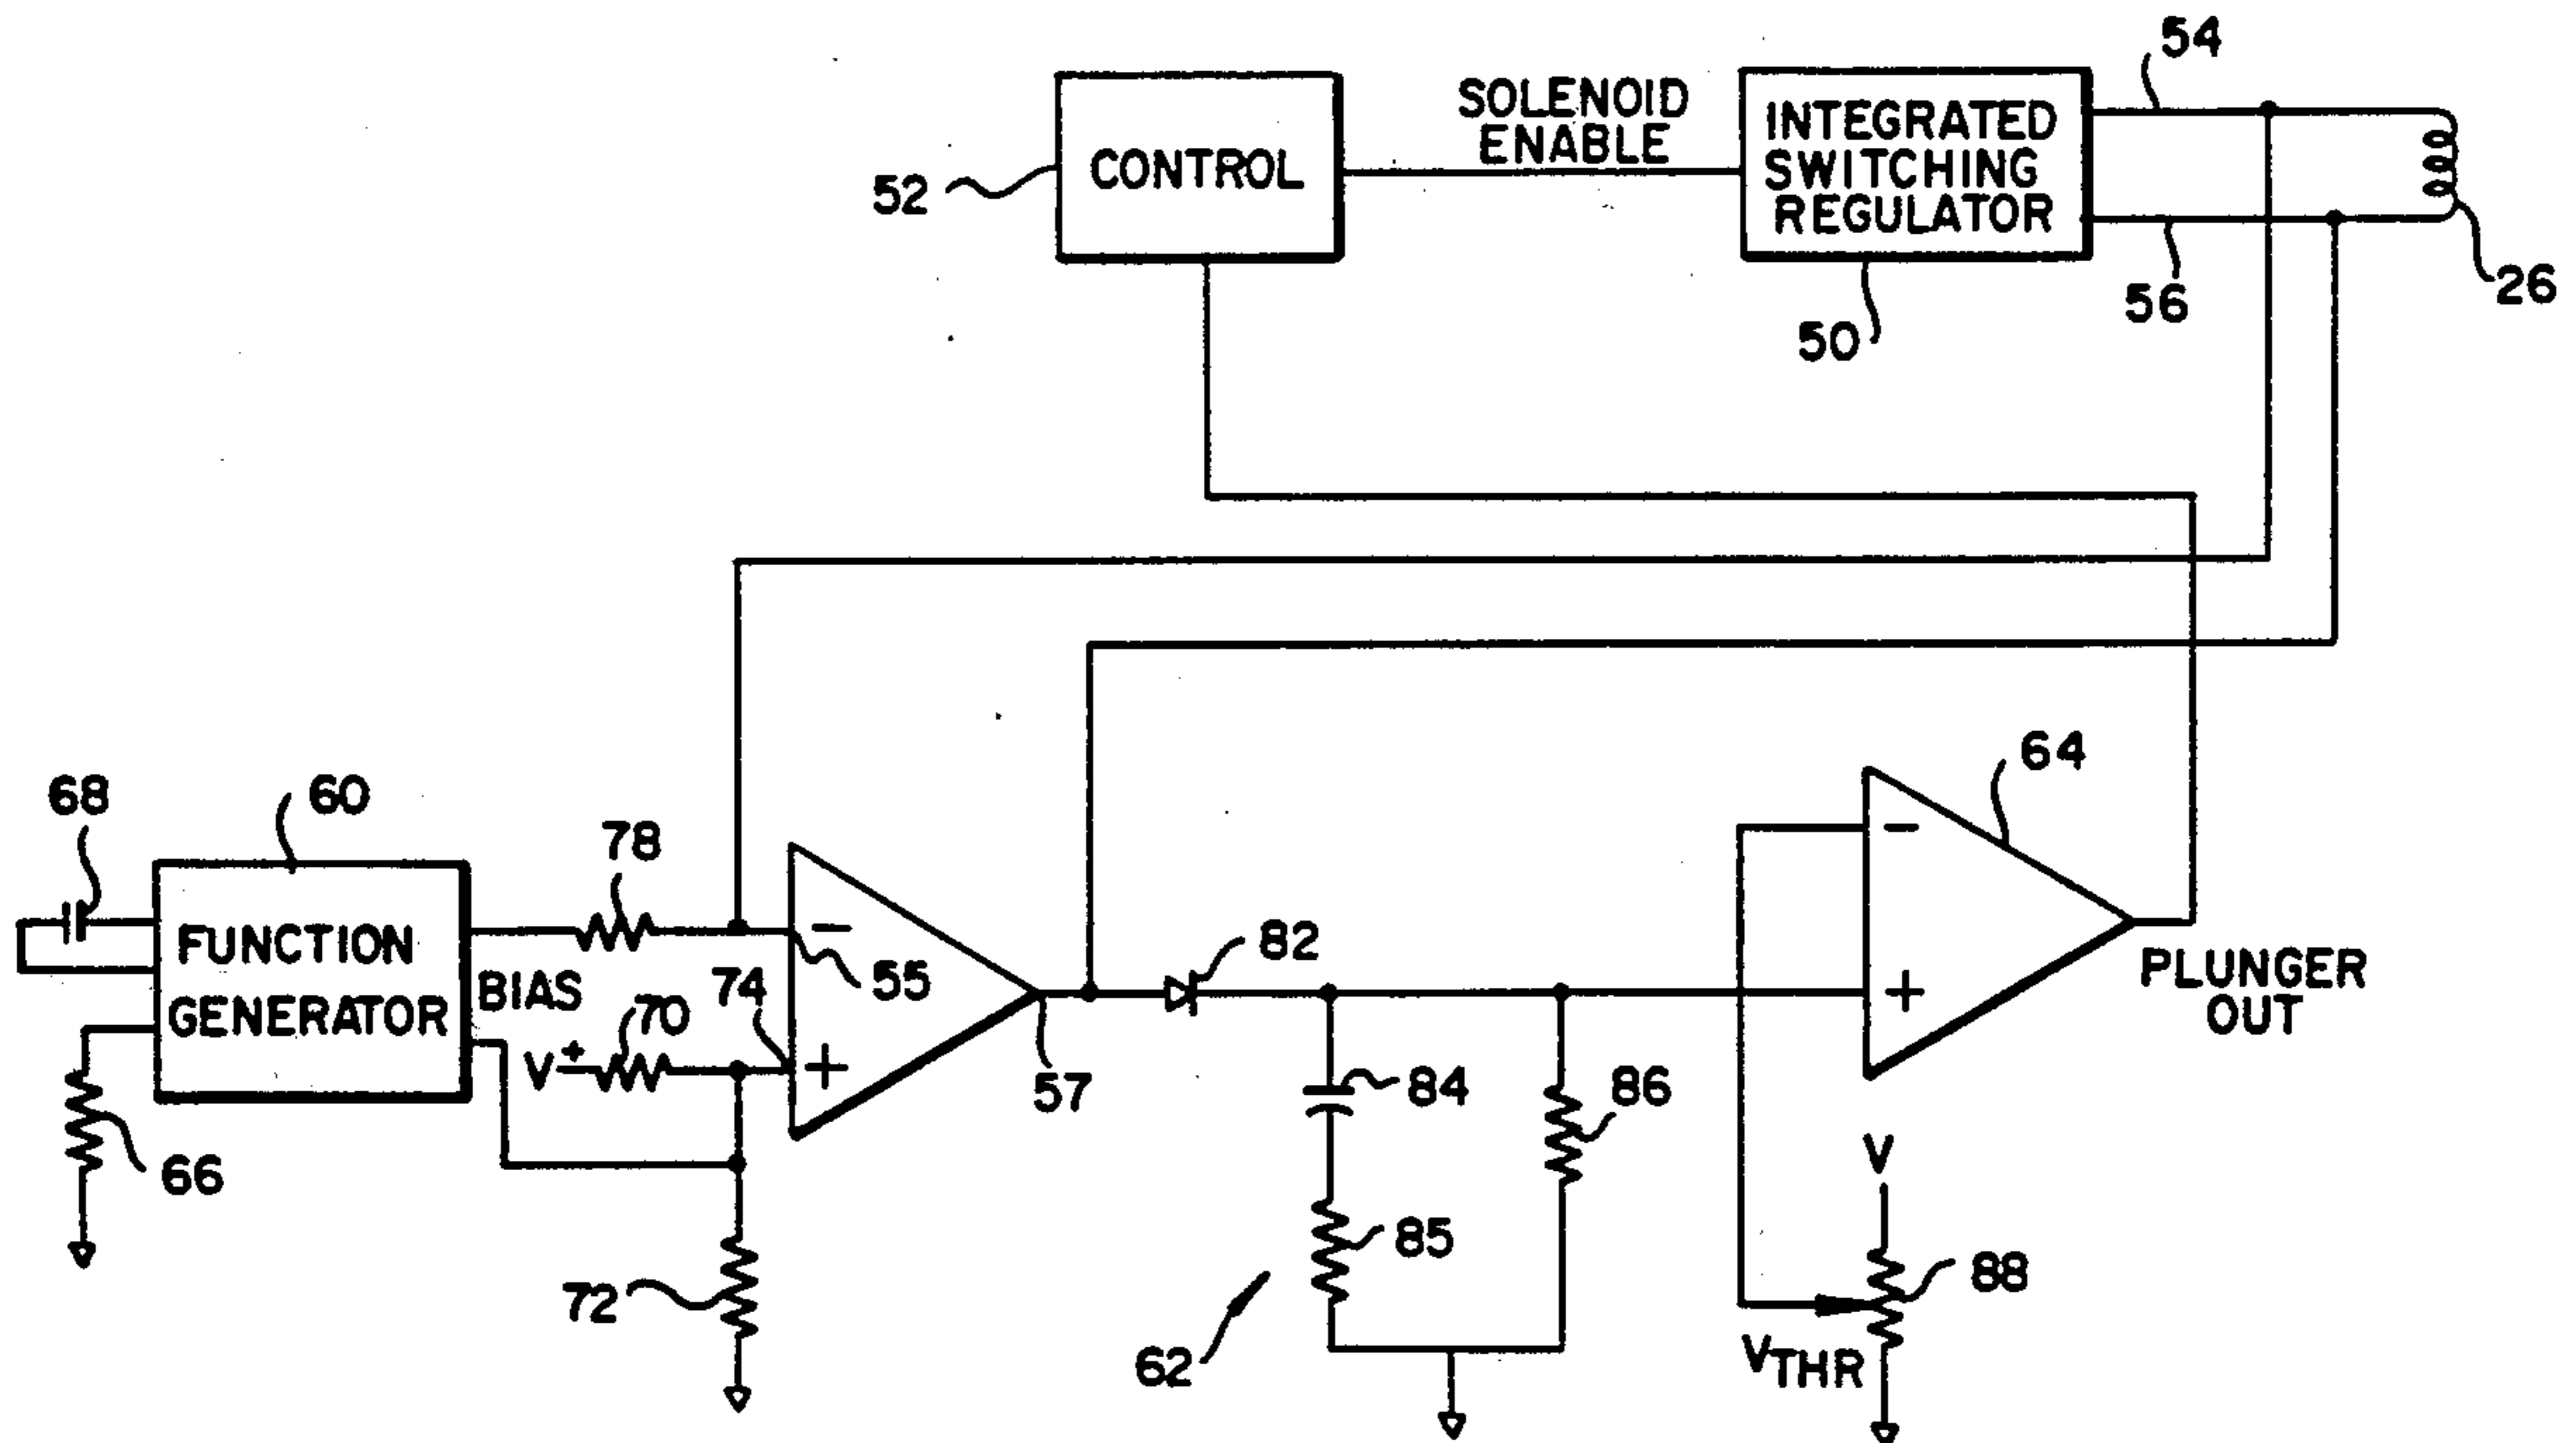 54
SOLENOID
ENABLE
INTEGRATED
SWITCHING
REGULATOR
CONTROL
52
26
56
50
64
68
60
78
82
FUNCTION
GENERATOR
BIAS
74
55
70
V+
57
84
86
PLUNGER
OUT
66
V
85
72
88
62
VTHR
-
+
-
+